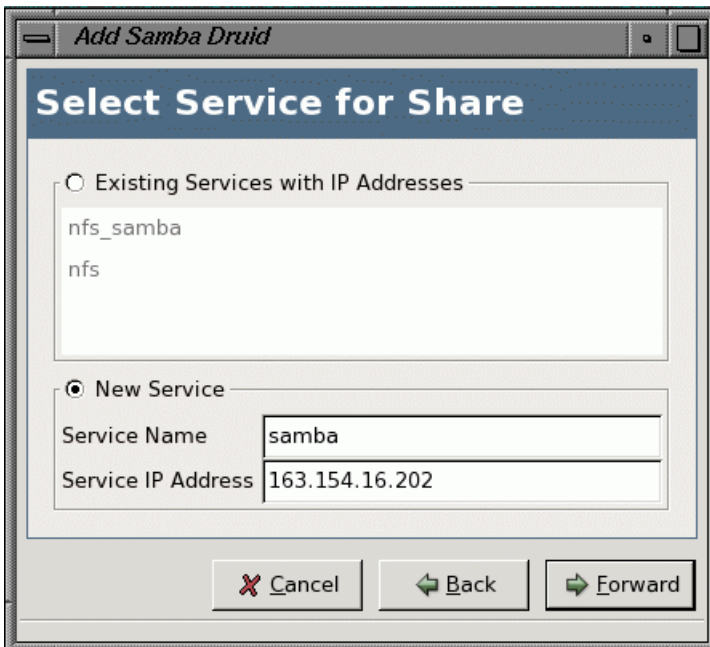 Add Samba Druid
Select Service for Share
Existing Services with IP Addresses
nfs_samba
nfs
New Service
Service Name samba
Service IP Address 163.154.16.202
Cancel Back Forward